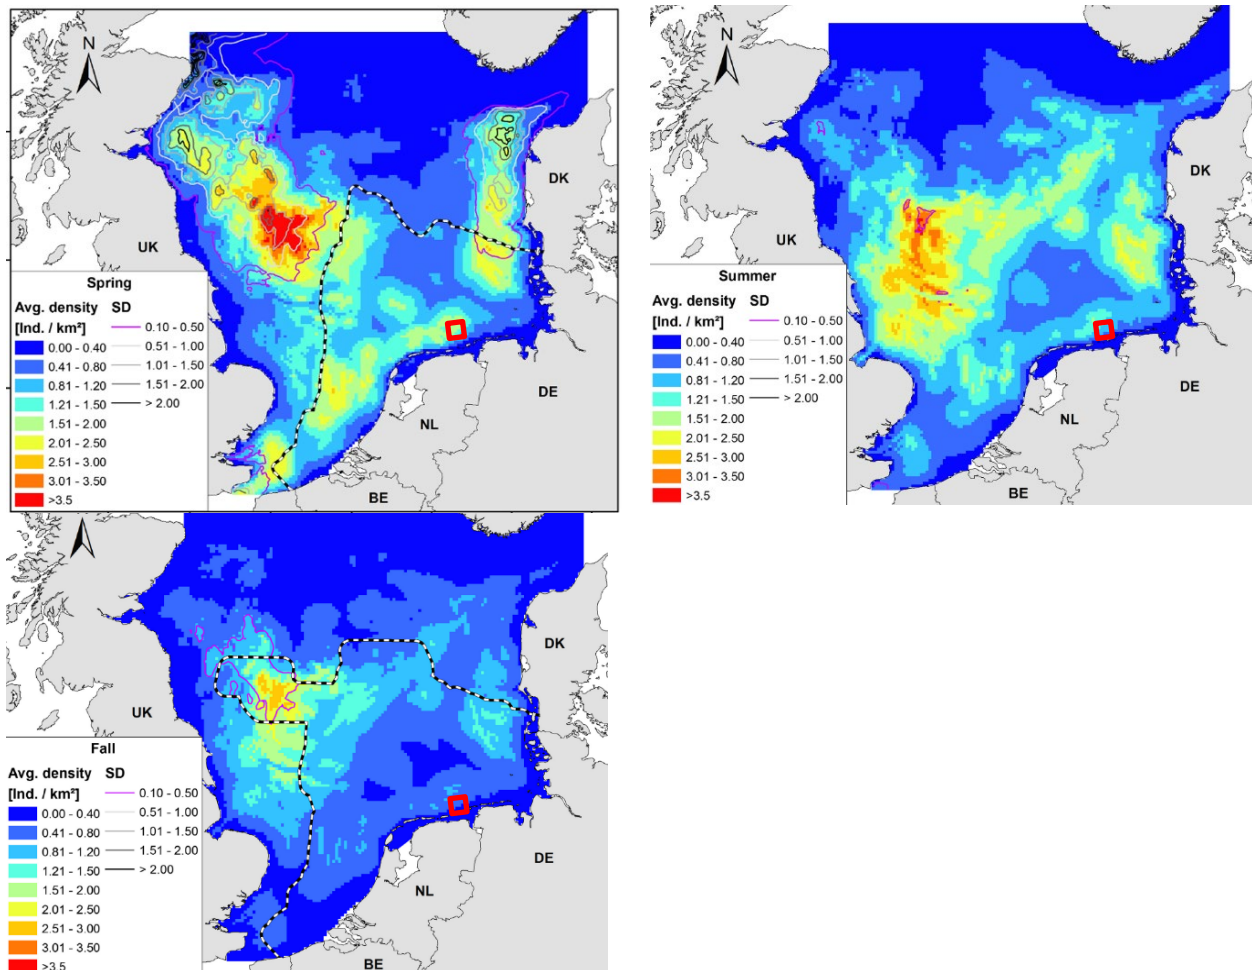 N
DK
UK
DE
NL
BE
Spring
Avg. density SD
[Ind. / km²]
0.10 - 0.50
0.00 - 0.40
0.51 - 1.00
0.41 - 0.80
1.01 - 1.50
0.81 - 1.20
1.51 - 2.00
1.21 - 1.50
> 2.00
1.51 - 2.00
2.01 - 2.50
2.51 - 3.00
3.01 - 3.50
>3.5
N
DK
UK
DE
NL
BE
Summer
Avg. density SD
[Ind. / km²]
0.10 - 0.50
0.00 - 0.40
0.51 - 1.00
0.41 - 0.80
1.01 - 1.50
0.81 - 1.20
1.51 - 2.00
1.21 - 1.50
> 2.00
1.51 - 2.00
2.01 - 2.50
2.51 - 3.00
3.01 - 3.50
>3.5
N
DK
UK
DE
NL
BE
Fall
Avg. density SD
[Ind. / km²]
0.10 - 0.50
0.00 - 0.40
0.51 - 1.00
0.41 - 0.80
1.01 - 1.50
0.81 - 1.20
1.51 - 2.00
1.21 - 1.50
> 2.00
1.51 - 2.00
2.01 - 2.50
2.51 - 3.00
3.01 - 3.50
>3.5